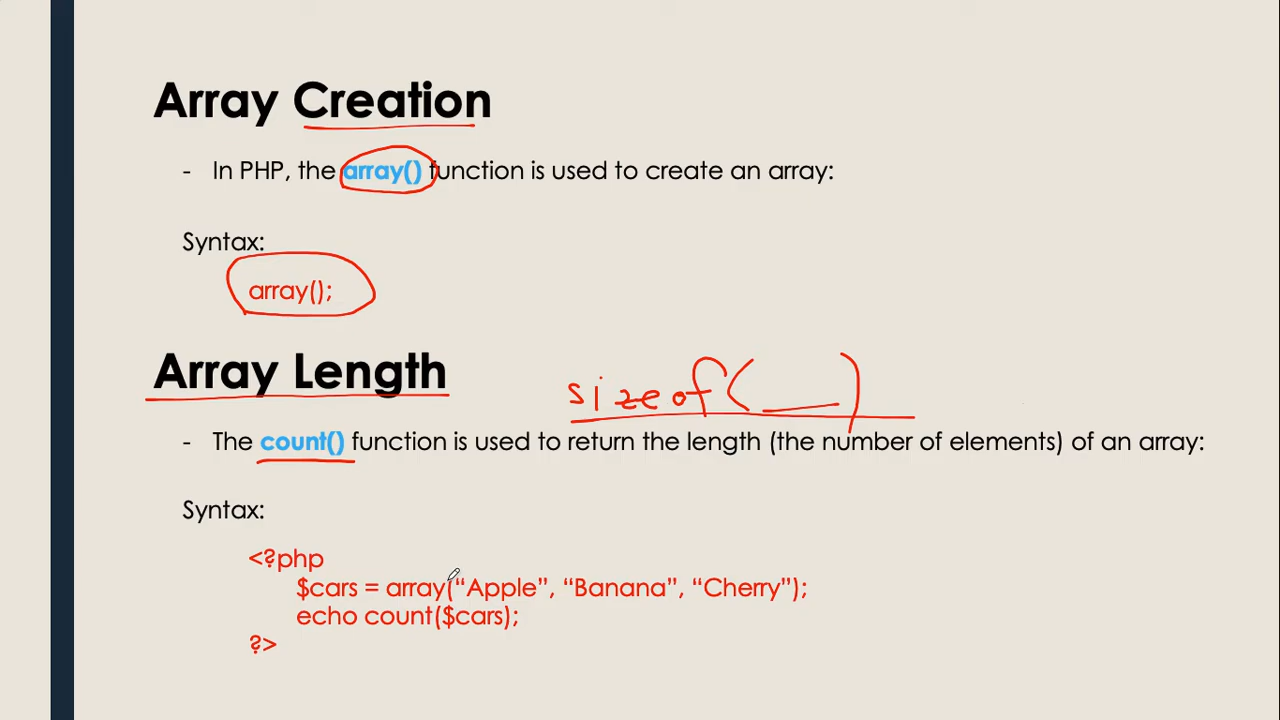 Array Creation
- In PHP, the array() function is used to create an array:
Syntax:
array();
Array Length
sizeof(__)
- The count() function is used to return the length (the number of elements) of an array:
Syntax:
<?php
$cars = array(“Apple”, “Banana”, “Cherry”);
echo count($cars);
?>